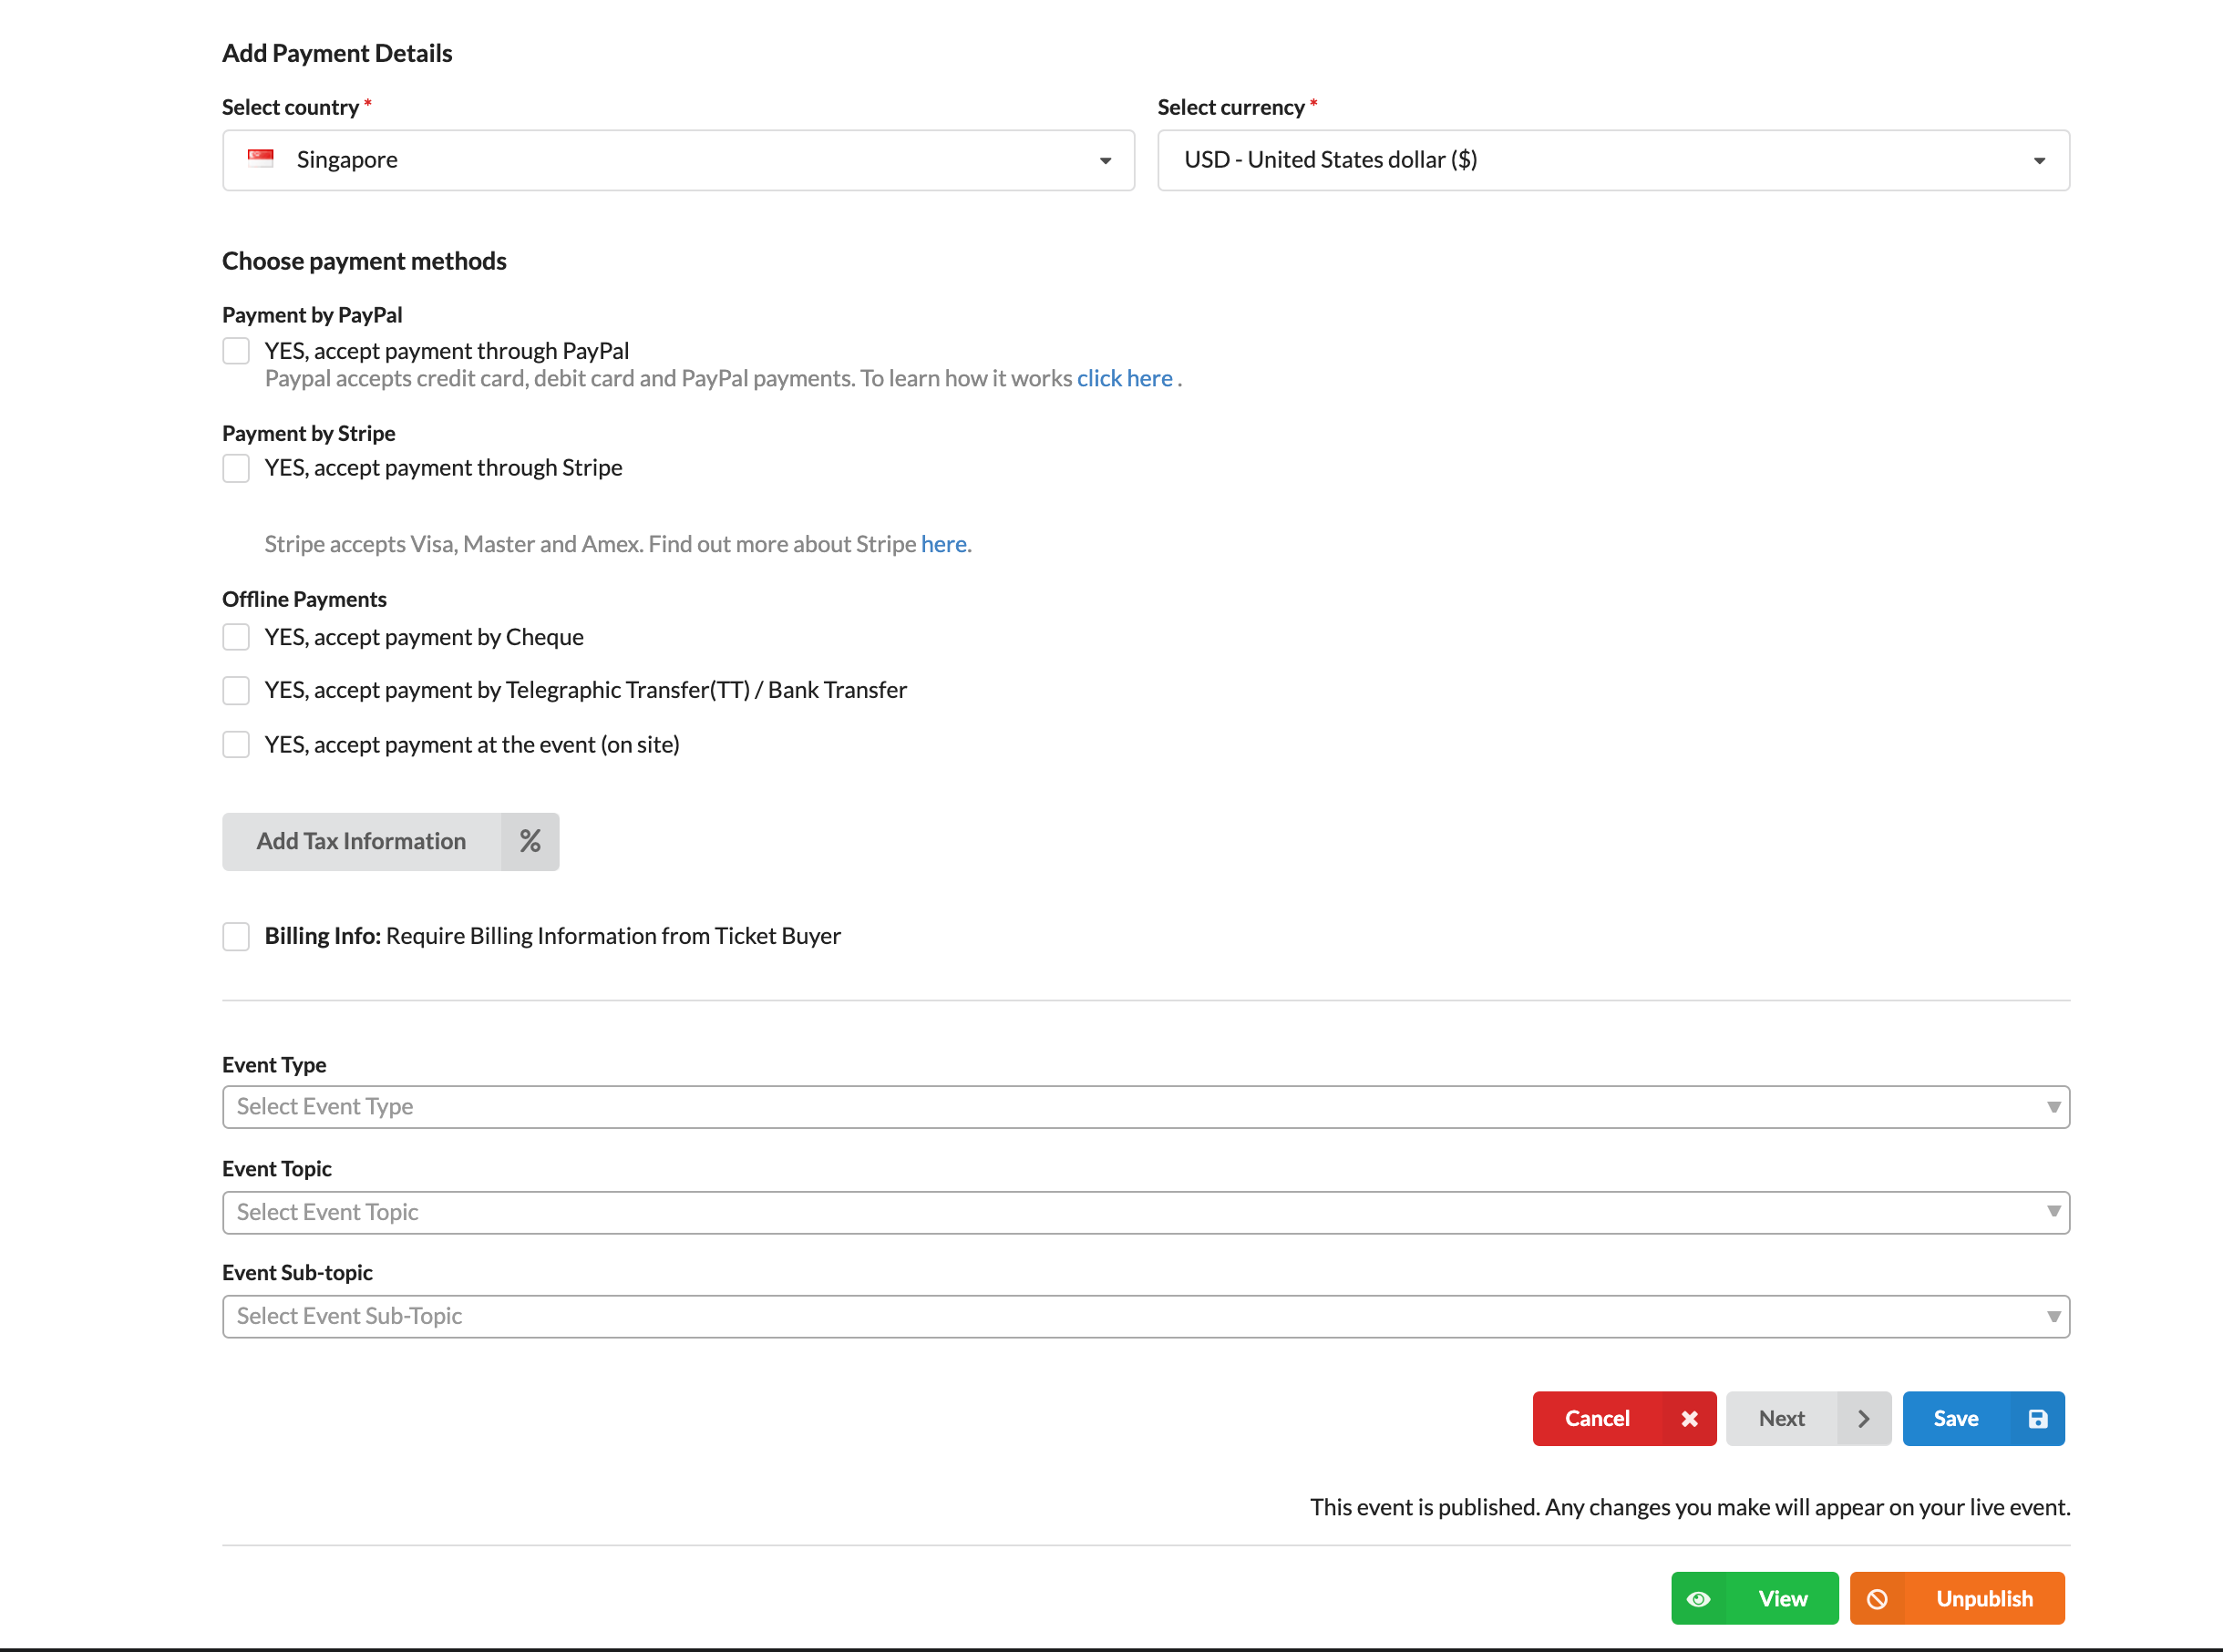 Add Payment Details
Select country *
Select currency *
Singapore
USD - United States dollar ($)
Choose payment methods
Payment by PayPal
YES, accept payment through PayPal
Paypal accepts credit card, debit card and PayPal payments. To learn how it works click here .
Payment by Stripe
YES, accept payment through Stripe
Stripe accepts Visa, Master and Amex. Find out more about Stripe here.
Offline Payments
YES, accept payment by Cheque
YES, accept payment by Telegraphic Transfer(TT) / Bank Transfer
YES, accept payment at the event (on site)
Add Tax Information %
Billing Info: Require Billing Information from Ticket Buyer
Event Type
Select Event Type
Event Topic
Select Event Topic
Event Sub-topic
Select Event Sub-Topic
Cancel
Next
Save
This event is published. Any changes you make will appear on your live event.
View
Unpublish